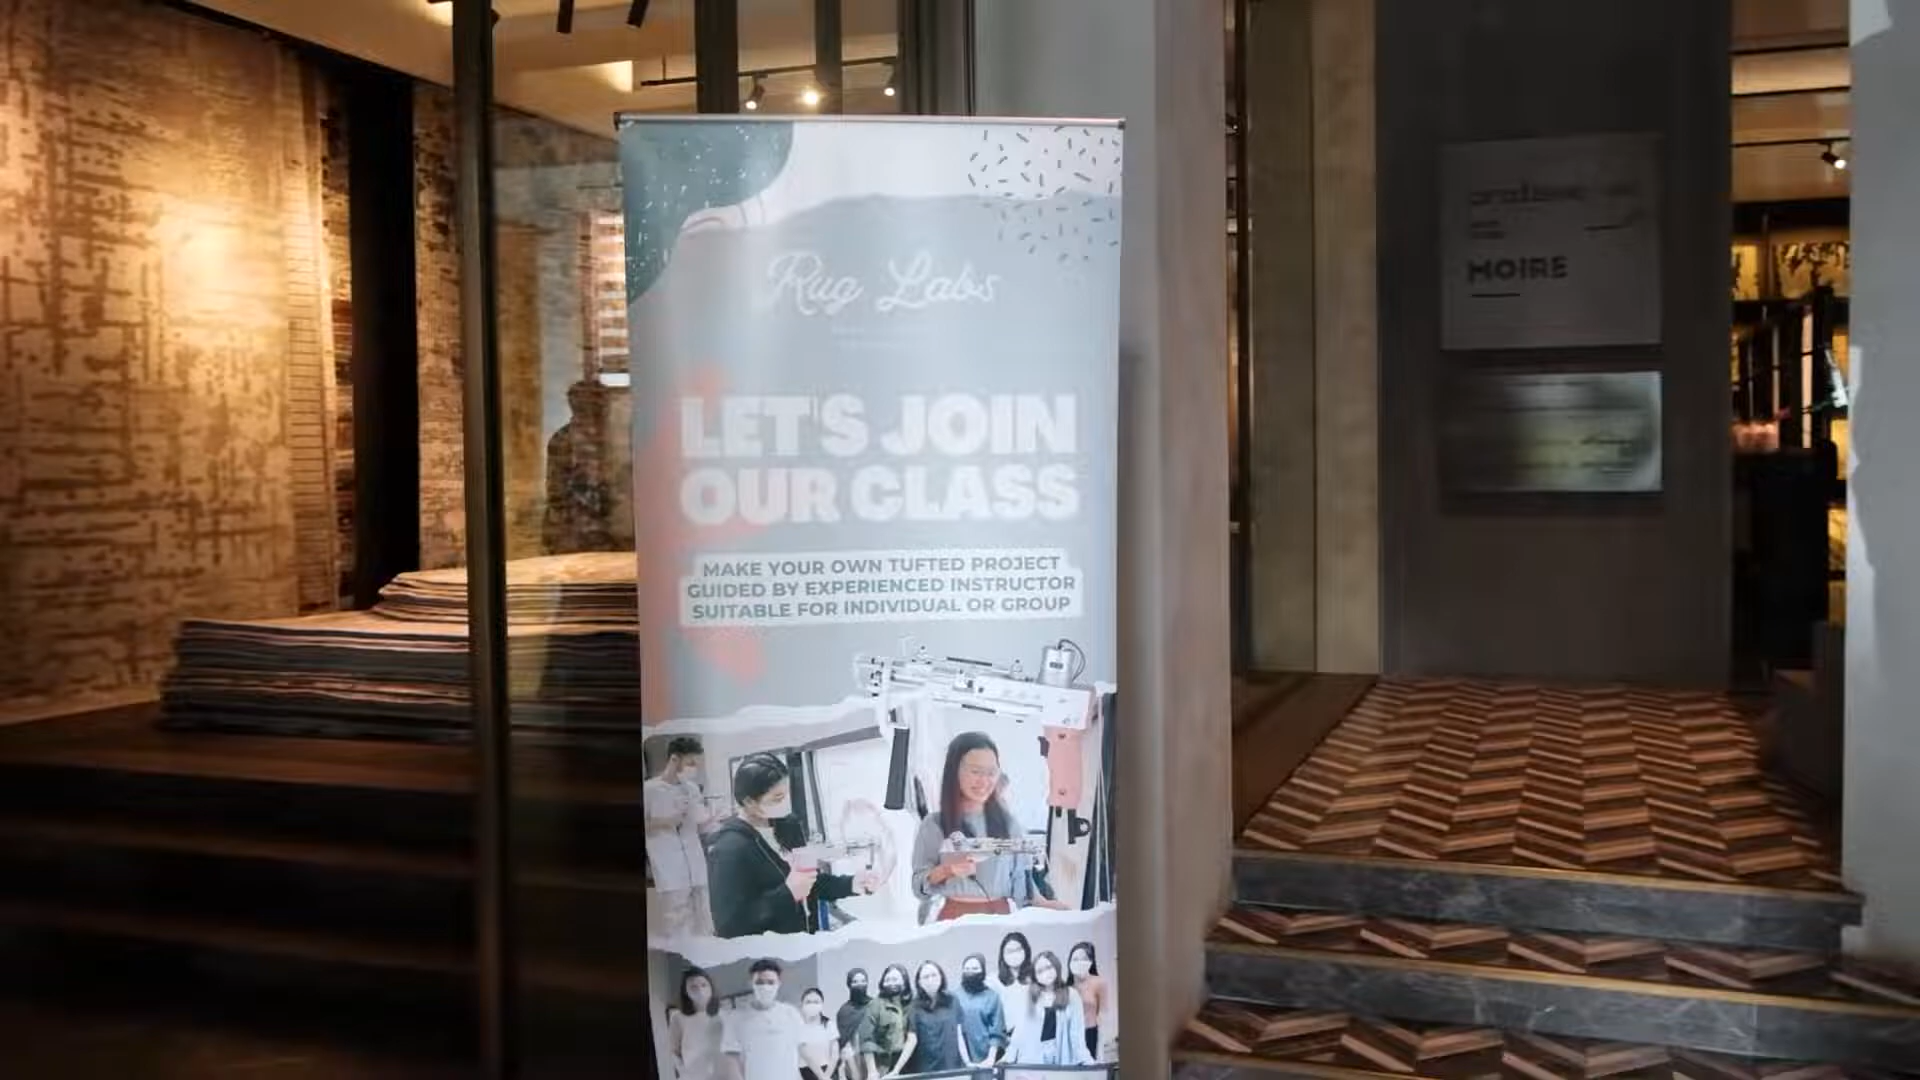 Rug Labs
LET'S JOIN
OUR CLASS
MAKE YOUR OWN TUFTED PROJECT
GUIDED BY EXPERIENCED INSTRUCTOR
SUITABLE FOR INDIVIDUAL OR GROUP
MOIRE